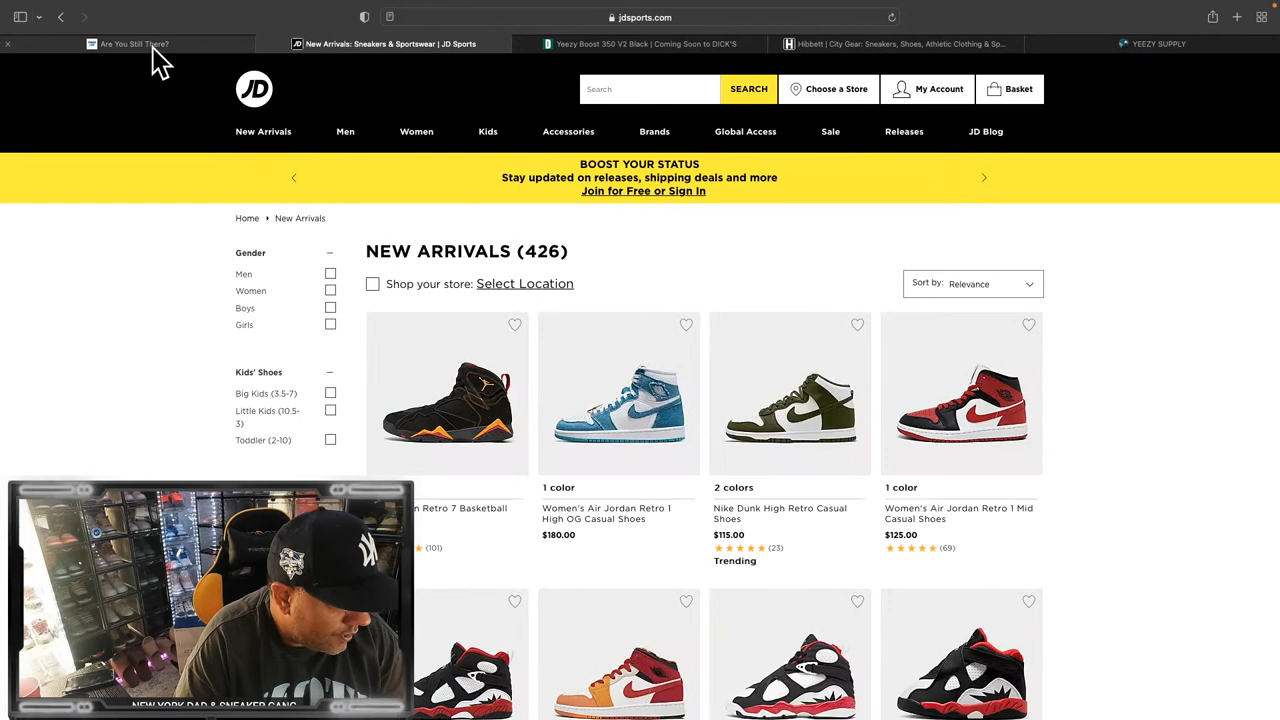 jdsports.com
Are You Still There?
New Arrivals: Sneakers & Sportswear | JD Sports
Yeezy Boost 350 V2 Black | Coming Soon to DICK'S
Hibbett | City Gear: Sneakers, Shoes, Athletic Clothing & Sp...
YEEZY SUPPLY
JD
Search
SEARCH
Choose a Store
My Account
Basket
New Arrivals
Men
Women
Kids
Accessories
Brands
Global Access
Sale
Releases
JD Blog
BOOST YOUR STATUS
Stay updated on releases, shipping deals and more
Join for Free or Sign In
Home
New Arrivals
Gender
Men
Women
Boys
Girls
Kids' Shoes
Big Kids (3.5-7)
Little Kids (10.5-
3)
Toddler (2-10)
NEW ARRIVALS (426)
Shop your store: Select Location
Sort by: Relevance
n Retro 7 Basketball
(101)
1 color
Women's Air Jordan Retro 1
High OG Casual Shoes
$180.00
2 colors
Nike Dunk High Retro Casual
Shoes
$115.00
(23)
Trending
1 color
Women's Air Jordan Retro 1 Mid
Casual Shoes
$125.00
(69)
NEW YORK DAD & SNEAKER GANG